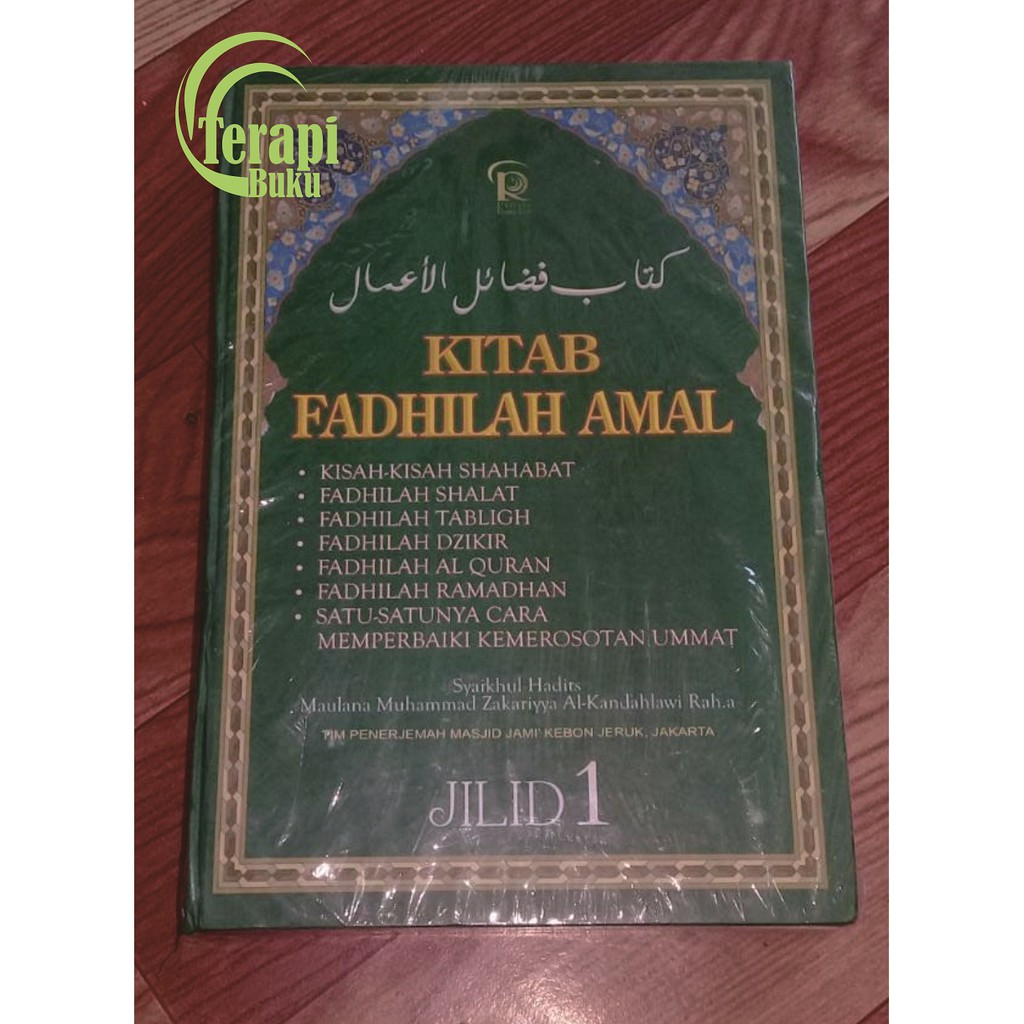 Terapi
Buku
كتاب فضائل الأعمال
KITAB
FADHILAH AMAL
• KISAH-KISAH SHAHABAT
• FADHILAH SHALAT
• FADHILAH TABLIGH
• FADHILAH DZIKIR
• FADHILAH AL QURAN
• FADHILAH RAMADHAN
• SATU-SATUNYA CARA
MEMPERBAIKI KEMEROSOTAN UMMAT
Syaikhul Hadits
Maulana Muhammad Zakariyya Al-Kandahlawi Rah.a
TIM PENERJEMAH MASJID JAMI' KEBON JERUK, JAKARTA
JILID 1